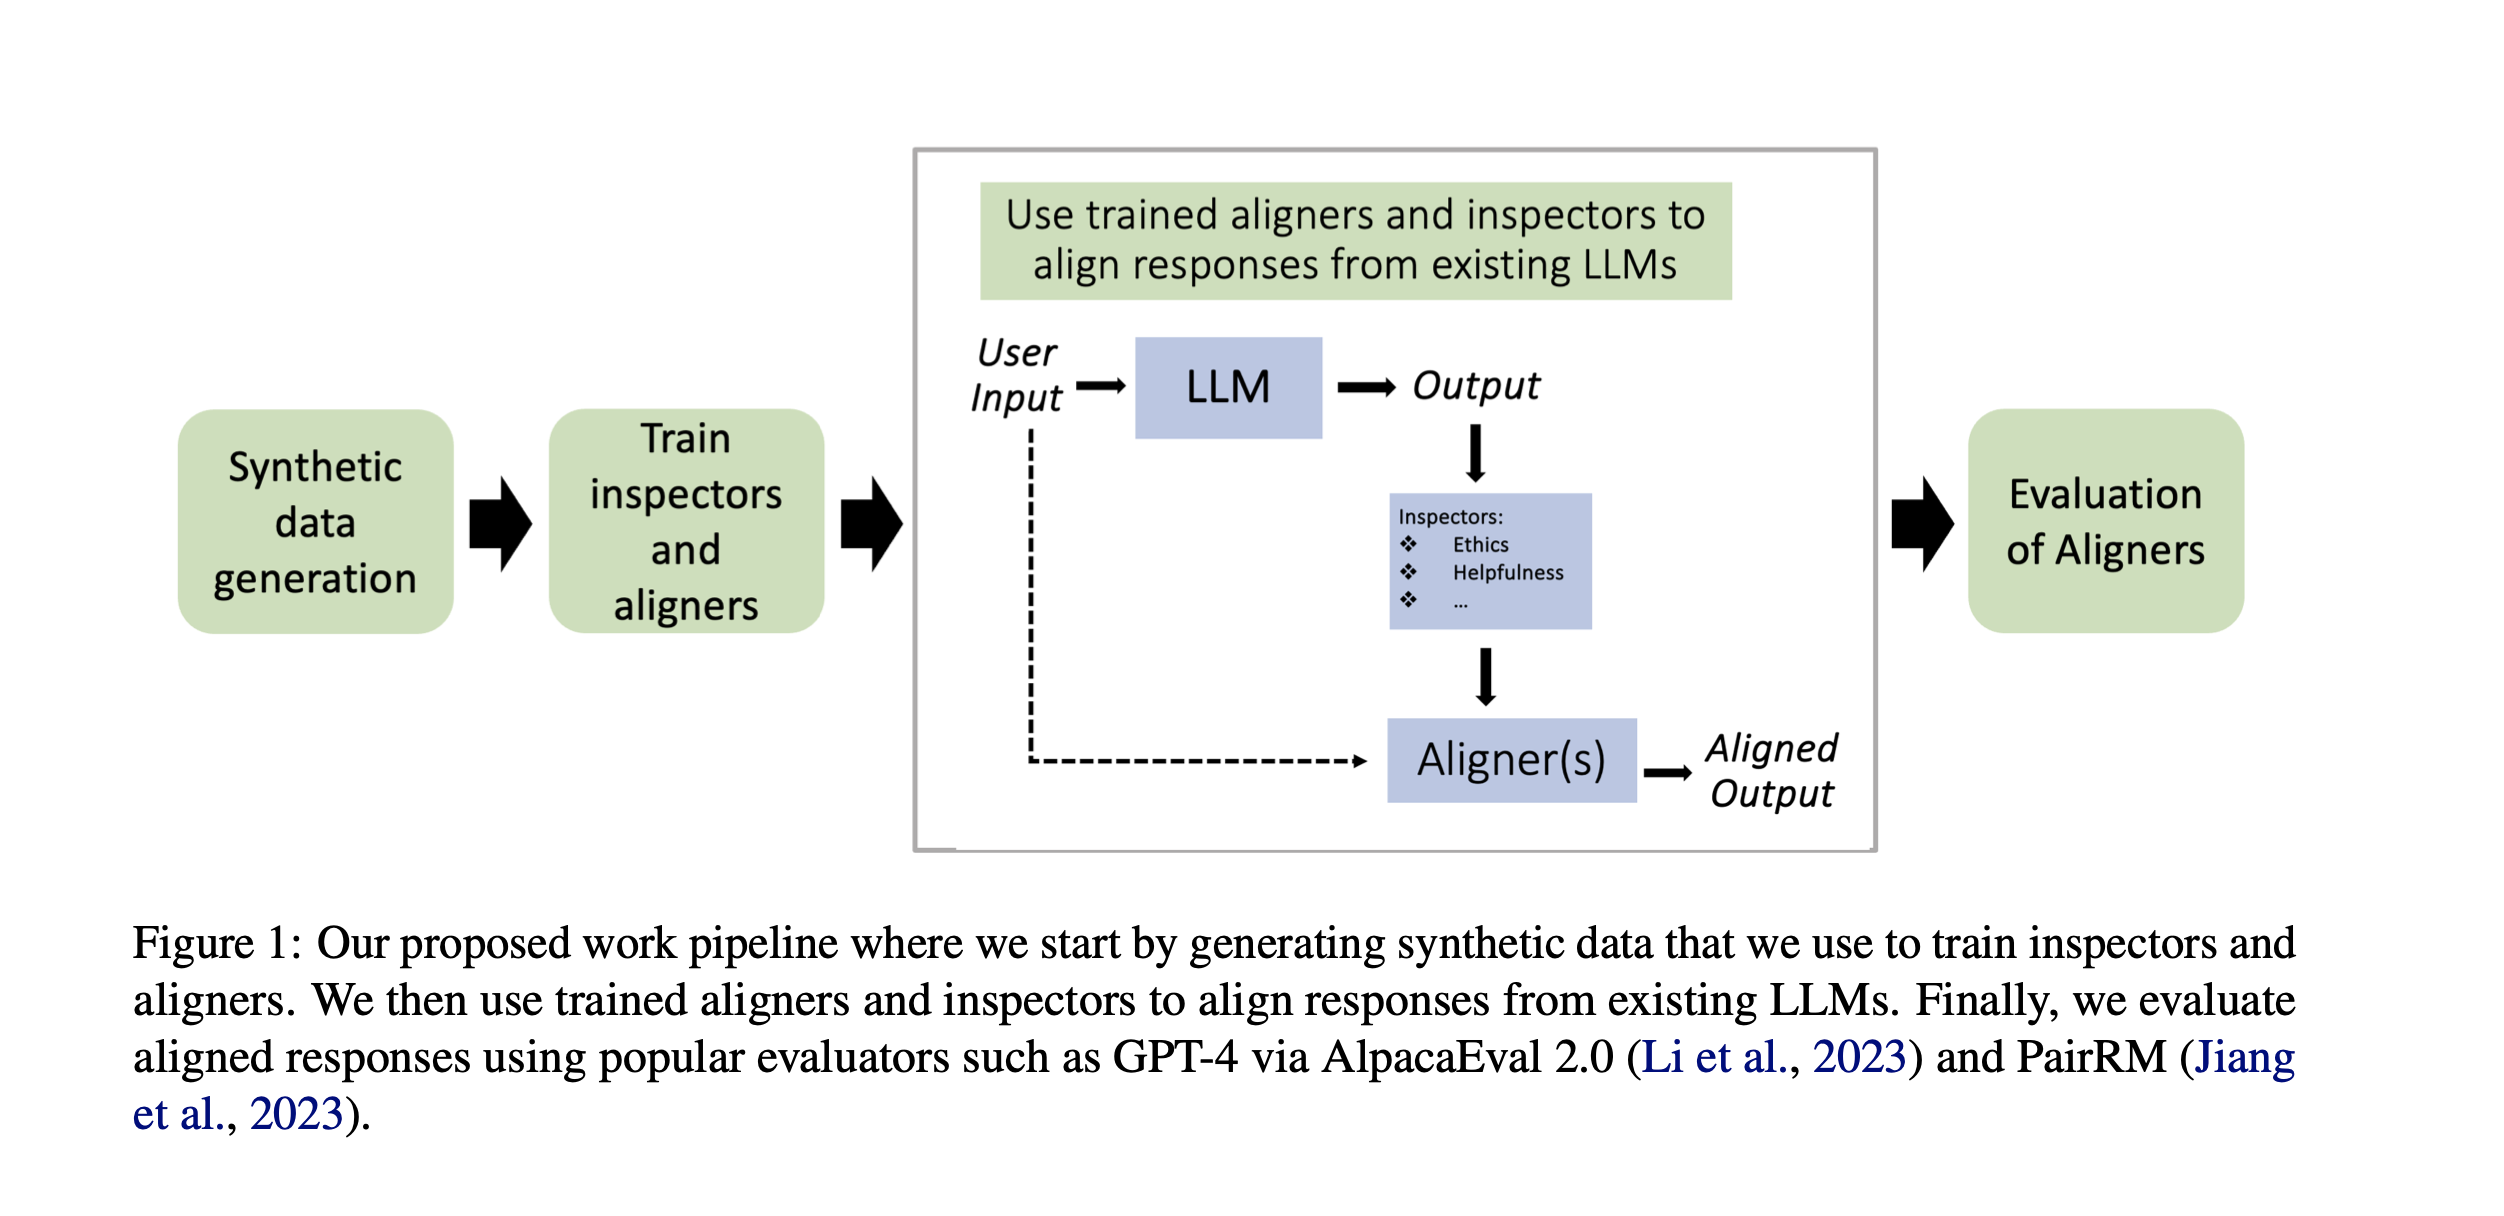 Synthetic
data
generation
Train
inspectors
and
aligners
Use trained aligners and inspectors to
align responses from existing LLMs
User
Input
LLM
Output
Inspectors:
❖ Ethics
❖ Helpfulness
❖ ...
Aligner(s)
Aligned
Output
Evaluation
of Aligners
Figure 1: Our proposed work pipeline where we start by generating synthetic data that we use to train inspectors and
aligners. We then use trained aligners and inspectors to align responses from existing LLMs. Finally, we evaluate
aligned responses using popular evaluators such as GPT-4 via AlpacaEval 2.0 (Li et al., 2023) and PairRM (Jiang
et al., 2023).